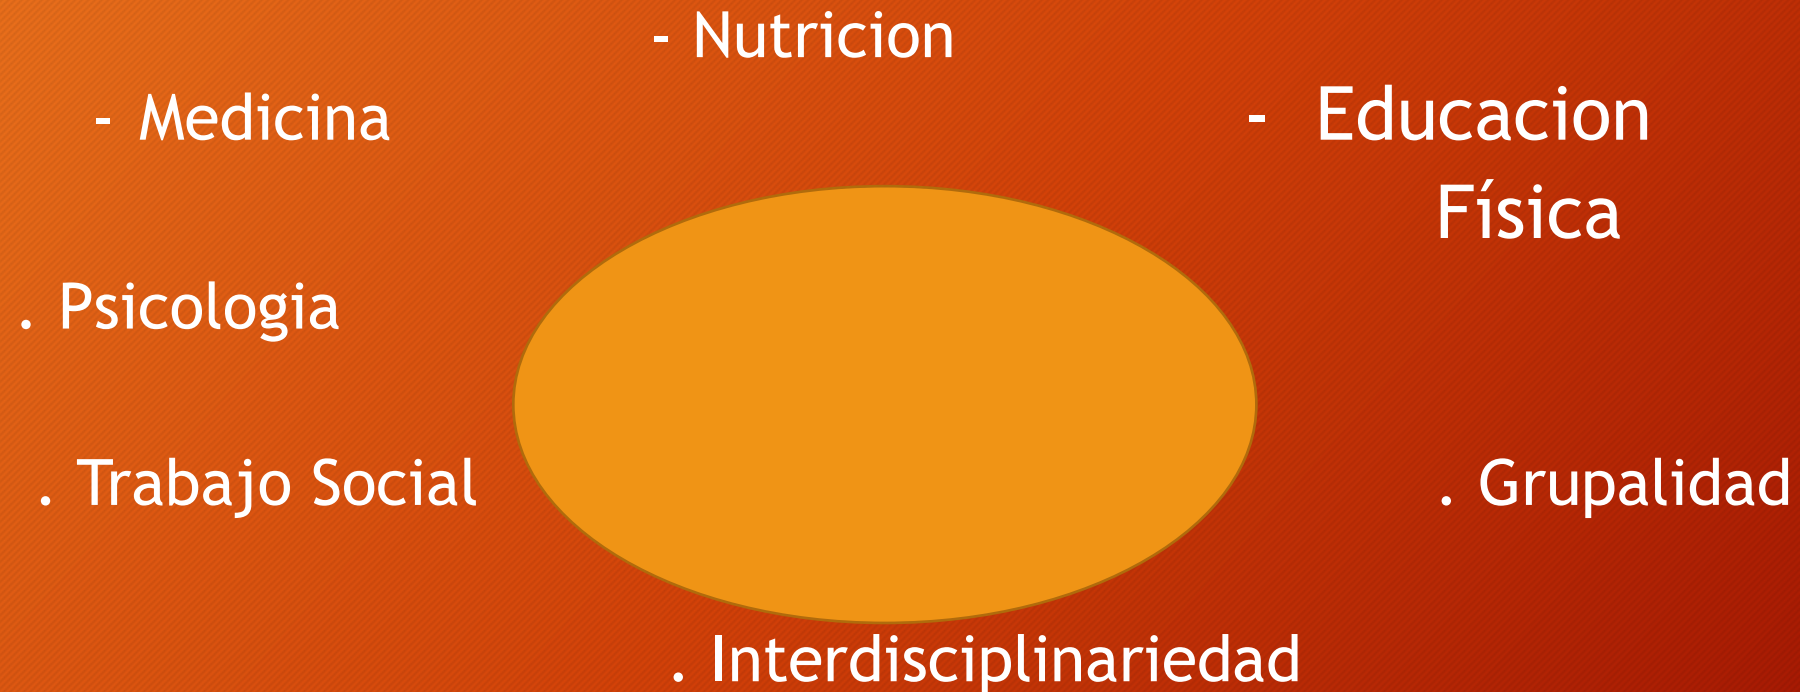 - Nutricion
- Medicina
- Educacion
Física
. Psicologia
. Trabajo Social
. Grupalidad
. Interdisciplinariedad